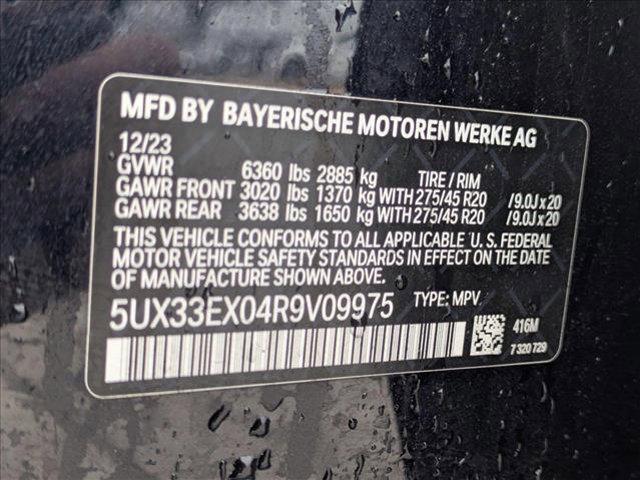 MFD BY BAYERISCHE MOTOREN WERKE AG
12/23
GVWR 6360 lbs 2885 kg TIRE / RIM
GAWR FRONT 3020 lbs 1370 kg WITH 275/45 R20 /9.0J x 20
GAWR REAR 3638 lbs 1650 kg WITH 275/45 R20 /9.0J x 20
THIS VEHICLE CONFORMS TO ALL APPLICABLE U. S. FEDERAL
MOTOR VEHICLE SAFETY STANDARDS IN EFFECT ON THE DATE
OF MANUFACTURE SHOWN ABOVE.
5UX33EX04R9V09975 TYPE: MPV
416M
7 320 729